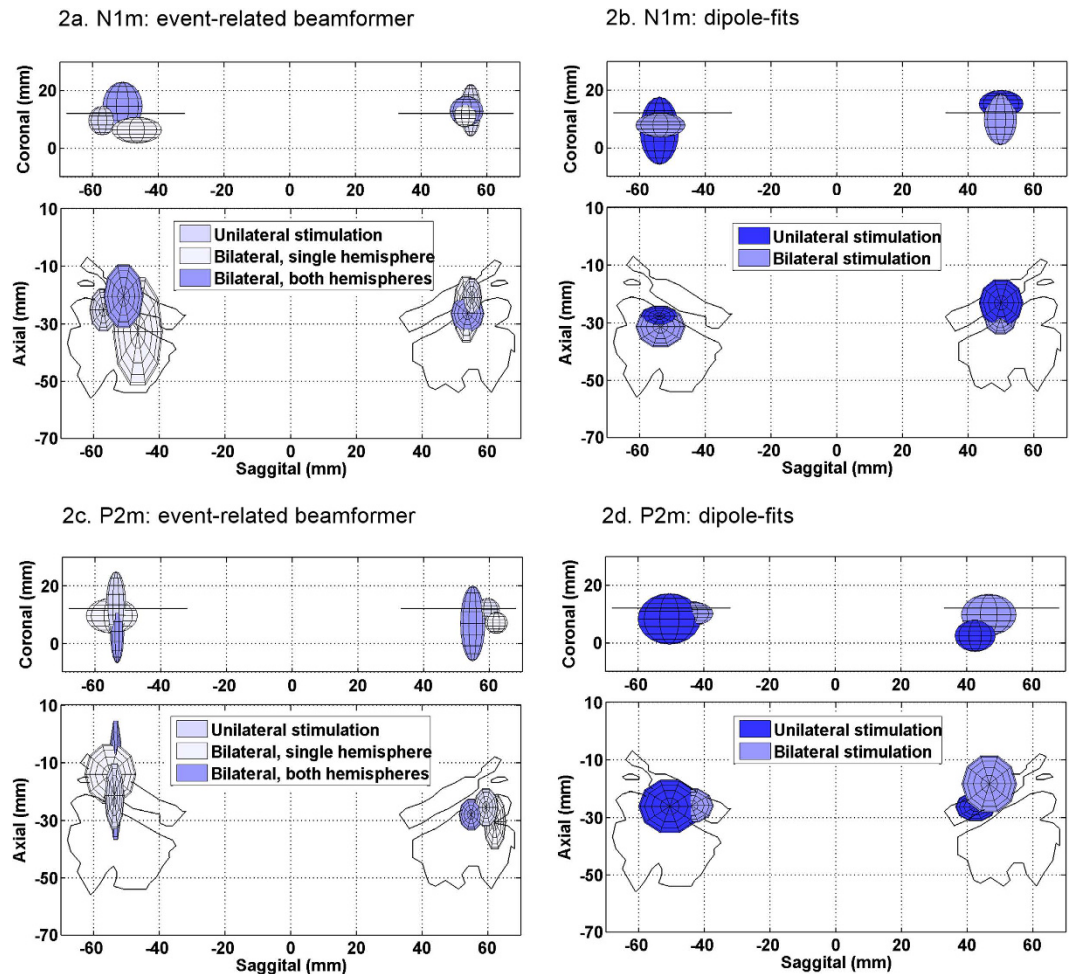 2a. N1m: event-related beamformer
Coronal (mm)
20
0
-60 -40 -20 0 20 40 60
Axial (mm)
10
-10
-30
-50
-70
Unilateral stimulation
Bilateral, single hemisphere
Bilateral, both hemispheres
-60 -40 -20 0 20 40 60
Saggital (mm)
2b. N1m: dipole-fits
Coronal (mm)
20
0
-60 -40 -20 0 20 40 60
Axial (mm)
10
-10
-30
-50
-70
Unilateral stimulation
Bilateral stimulation
-60 -40 -20 0 20 40 60
Saggital (mm)
2c. P2m: event-related beamformer
Coronal (mm)
20
0
-60 -40 -20 0 20 40 60
Axial (mm)
10
-10
-30
-50
-70
Unilateral stimulation
Bilateral, single hemisphere
Bilateral, both hemispheres
-60 -40 -20 0 20 40 60
Saggital (mm)
2d. P2m: dipole-fits
Coronal (mm)
20
0
-60 -40 -20 0 20 40 60
Axial (mm)
10
-10
-30
-50
-70
Unilateral stimulation
Bilateral stimulation
-60 -40 -20 0 20 40 60
Saggital (mm)